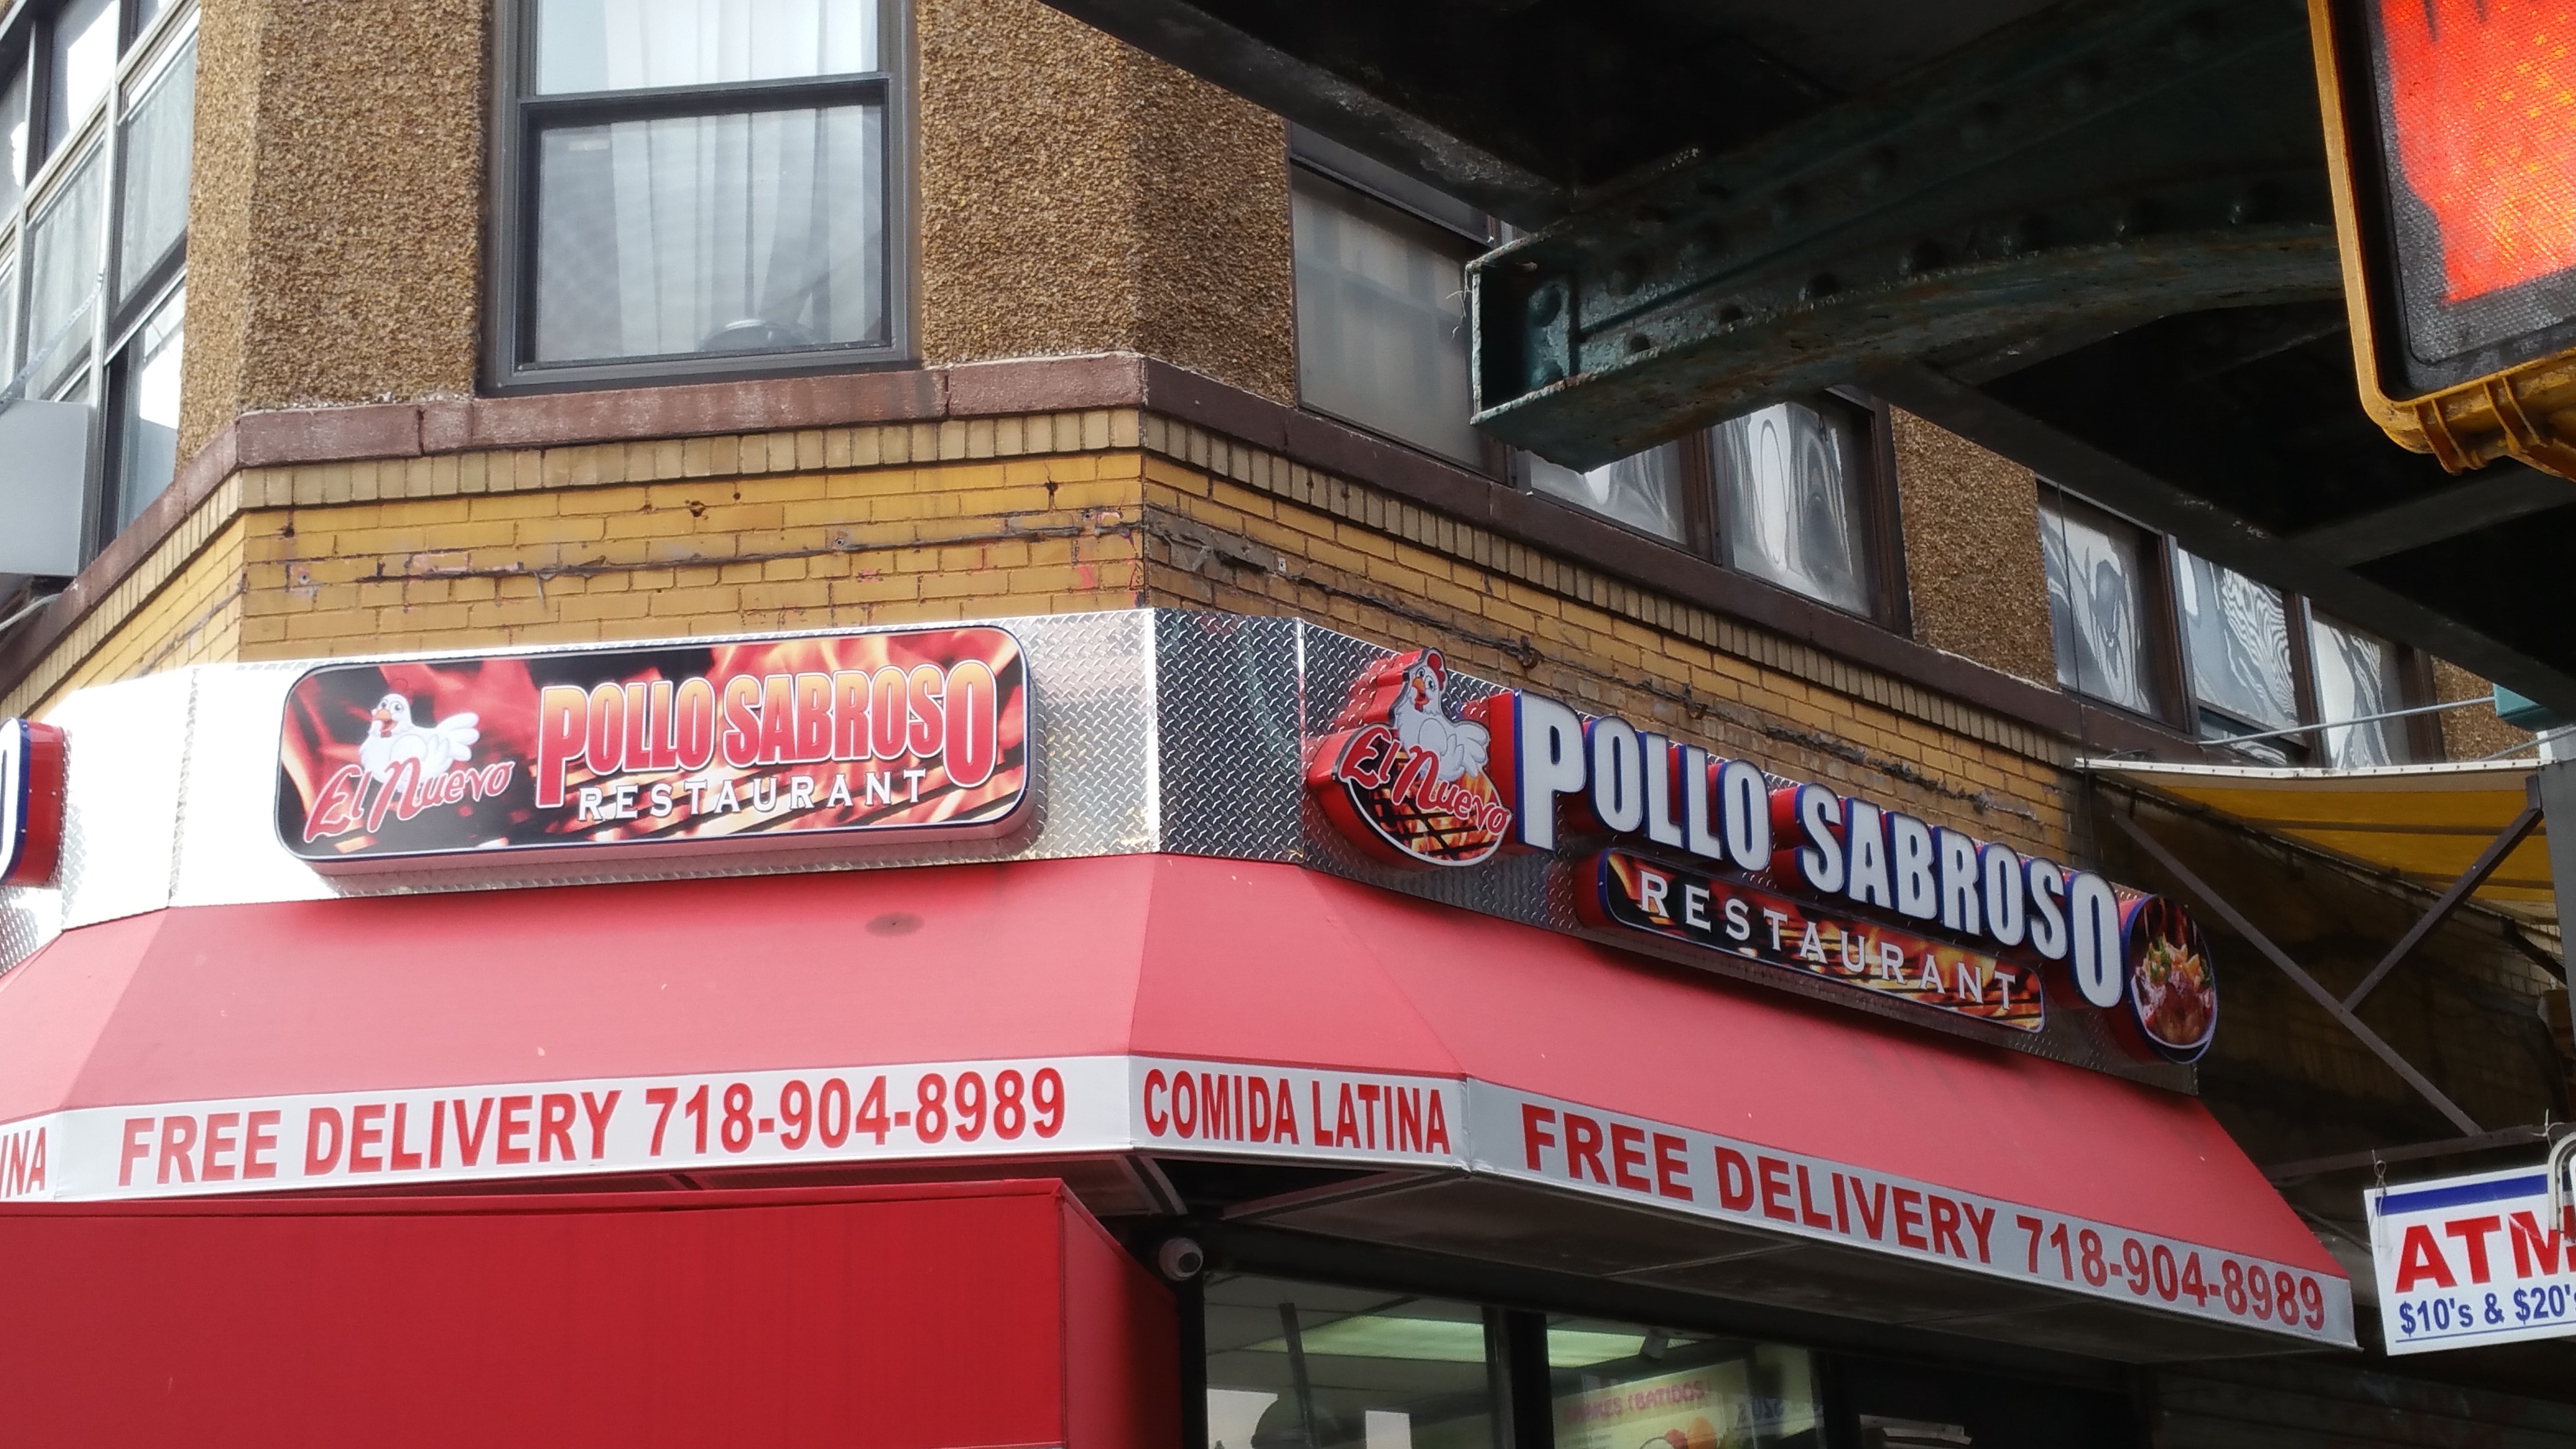 O
El Nuevo
POLLO SABROSO
RESTAURANT
El Nuevo
POLLO SABROSO
RESTAURANT
INA
FREE DELIVERY 718-904-8989
COMIDA LATINA
FREE DELIVERY 718-904-8989
ATM
$10's & $20's
(BATIDOS)